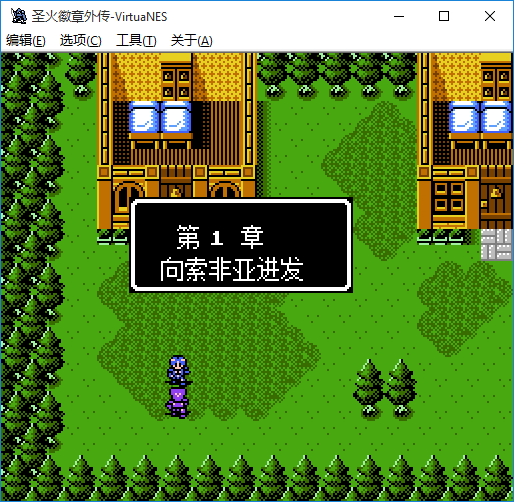 圣火徽章外传-VirtuaNES
编辑(E) 选项(C) 工具(T) 关于(A)
第 1 章
向索非亚进发